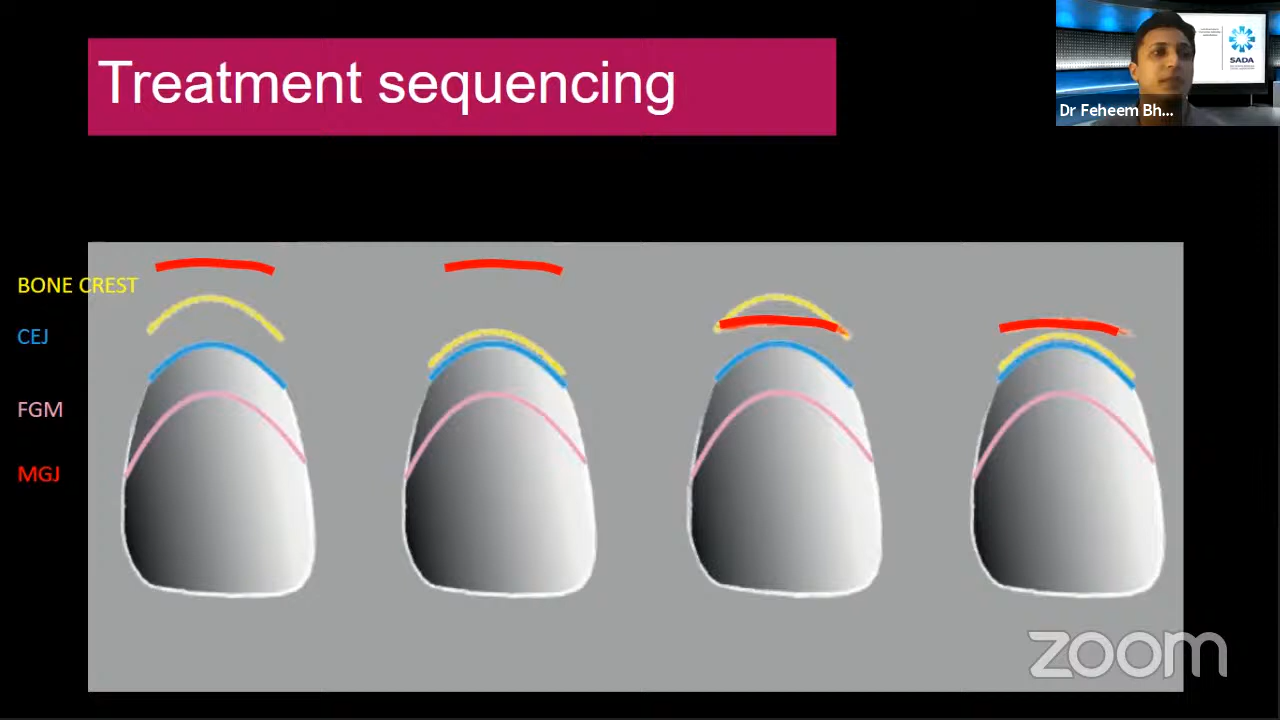 Treatment sequencing
SADA
Dr Feheem Bh...
BONE CREST
CEJ
FGM
MGJ
zoom